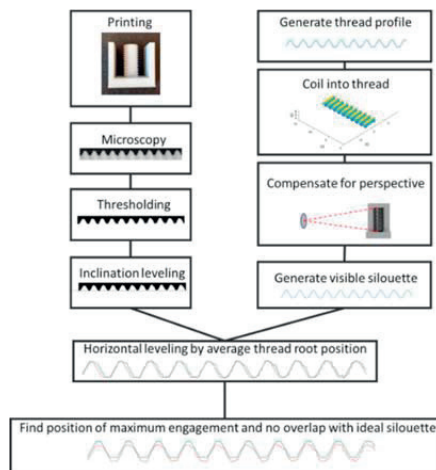 Printing
Microscopy
Thresholding
Inclination leveling
Generate thread profile
Coil into thread
Compensate for perspective
Generate visible silouette
Horizontal leveling by average thread root position
Find position of maximum engagement and no overlap with ideal silouette